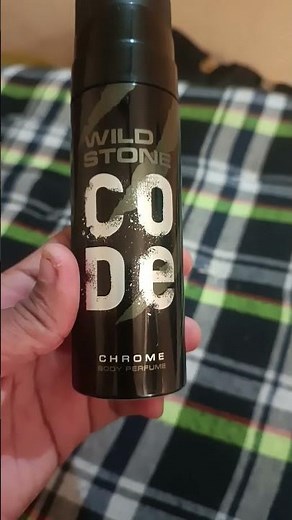 WILD
STONE
CO
De
CHROME
BODY PERFUME